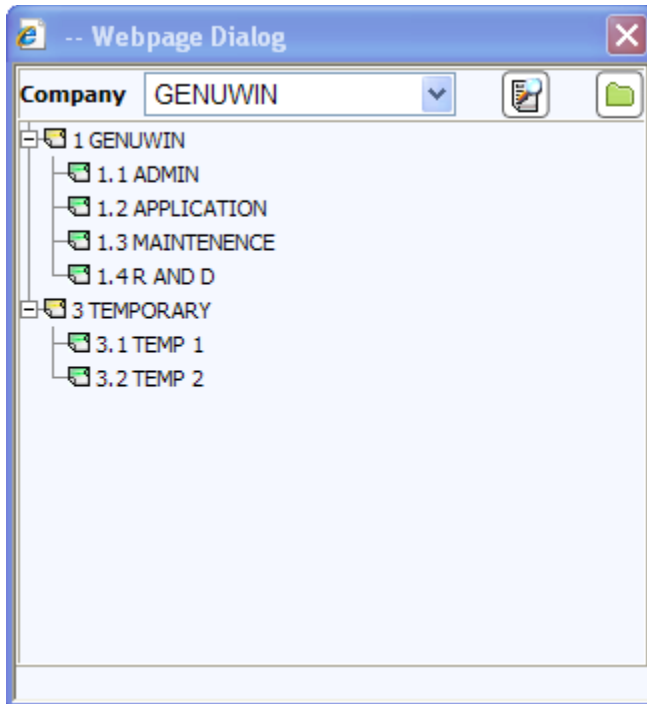 -- Webpage Dialog
Company GENUWIN
1 GENUWIN
1.1 ADMIN
1.2 APPLICATION
1.3 MAINTENENCE
1.4 R AND D
3 TEMPORARY
3.1 TEMP 1
3.2 TEMP 2